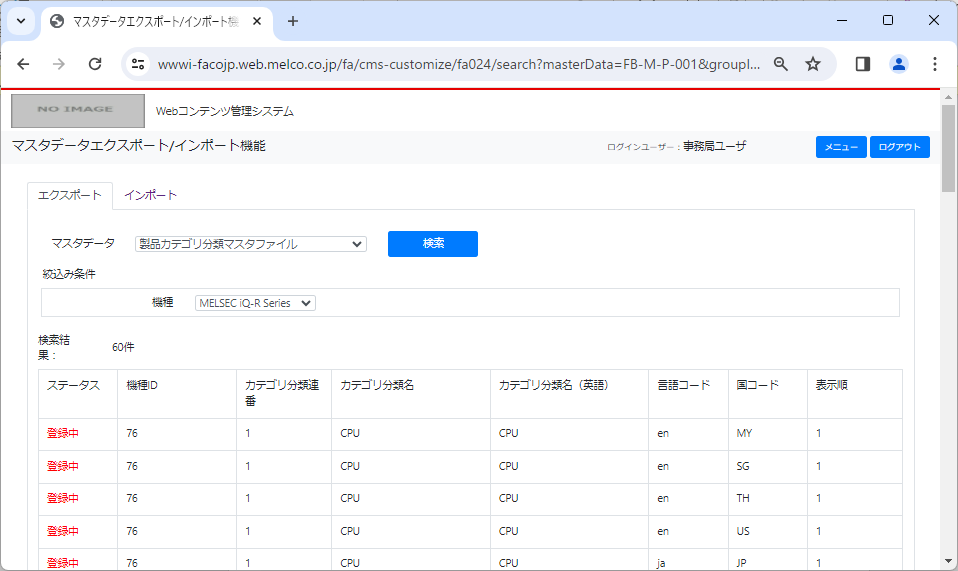 マスタデータエクスポート/インポート機能
wwwi-facojp.web.melco.co.jp/fa/cms-customize/fa024/search?masterData=FB-M-P-001&groupI...
NO IMAGE
Webコンテンツ管理システム
マスタデータエクスポート/インポート機能
ログインユーザー：事務局ユーザ
メニュー
ログアウト
エクスポート
インポート
マスタデータ
製品カテゴリ分類マスタファイル
検索
絞込み条件
機種
MELSEC iQ-R Series
検索結
果：
60件
ステータス 機種ID カテゴリ分類連番 カテゴリ分類名 カテゴリ分類名（英語） 言語コード 国コード 表示順
登録中 76 1 CPU CPU en MY 1
登録中 76 1 CPU CPU en SG 1
登録中 76 1 CPU CPU en TH 1
登録中 76 1 CPU CPU en US 1
登録中 76 1 CPU CPU ja JP 1